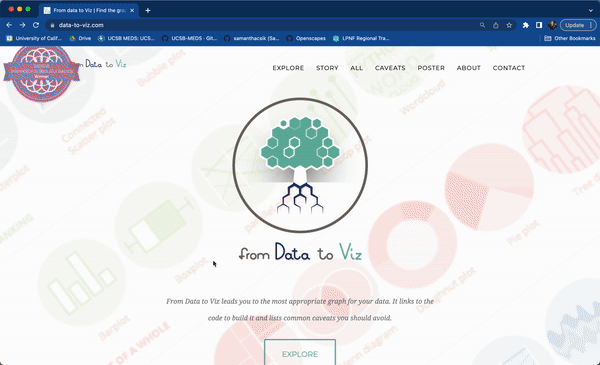 From data to Viz | Find the gra
data-to-viz.com
Update
University of Calif...
Drive
UCSB MEDS: UCS...
UCSB-MEDS - Git...
samanthacsik (Sa...
Openscapes
LPNF Regional Tra...
Other Bookmarks
from Data to Viz
EXPLORE
STORY
ALL
CAVEATS
POSTER
ABOUT
CONTACT
Bubble plot
Wordcloud
Connected
Scatter plot
Boxplot
Barplot
Pie plot
Tree d
Donut plot
nn diagram
T OF A WHOLE
RANKING
from Data to Viz
From Data to Viz leads you to the most appropriate graph for your data. It links to the
code to build it and lists common caveats you should avoid.
EXPLORE